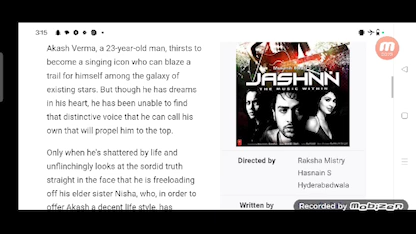 3:15
Akash Verma, a 23-year-old man, thirsts to
become a singing icon who can blaze a
trail for himself among the galaxy of
existing stars. But though he has dreams
in his heart, he has been unable to find
that distinctive voice that he can call his
own that will propel him to the top.
Only when he's shattered by life and
unflinchingly looks at the sordid truth
straight in the face that he is freeloading
off his elder sister Nisha, who, in order to
offer Akash a decent life style, has
JASHNN
THE MUSIC WITHIN
Directed by
Raksha Mistry
Hasnain S
Hyderabadwala
Written by
Recorded by Mobizen